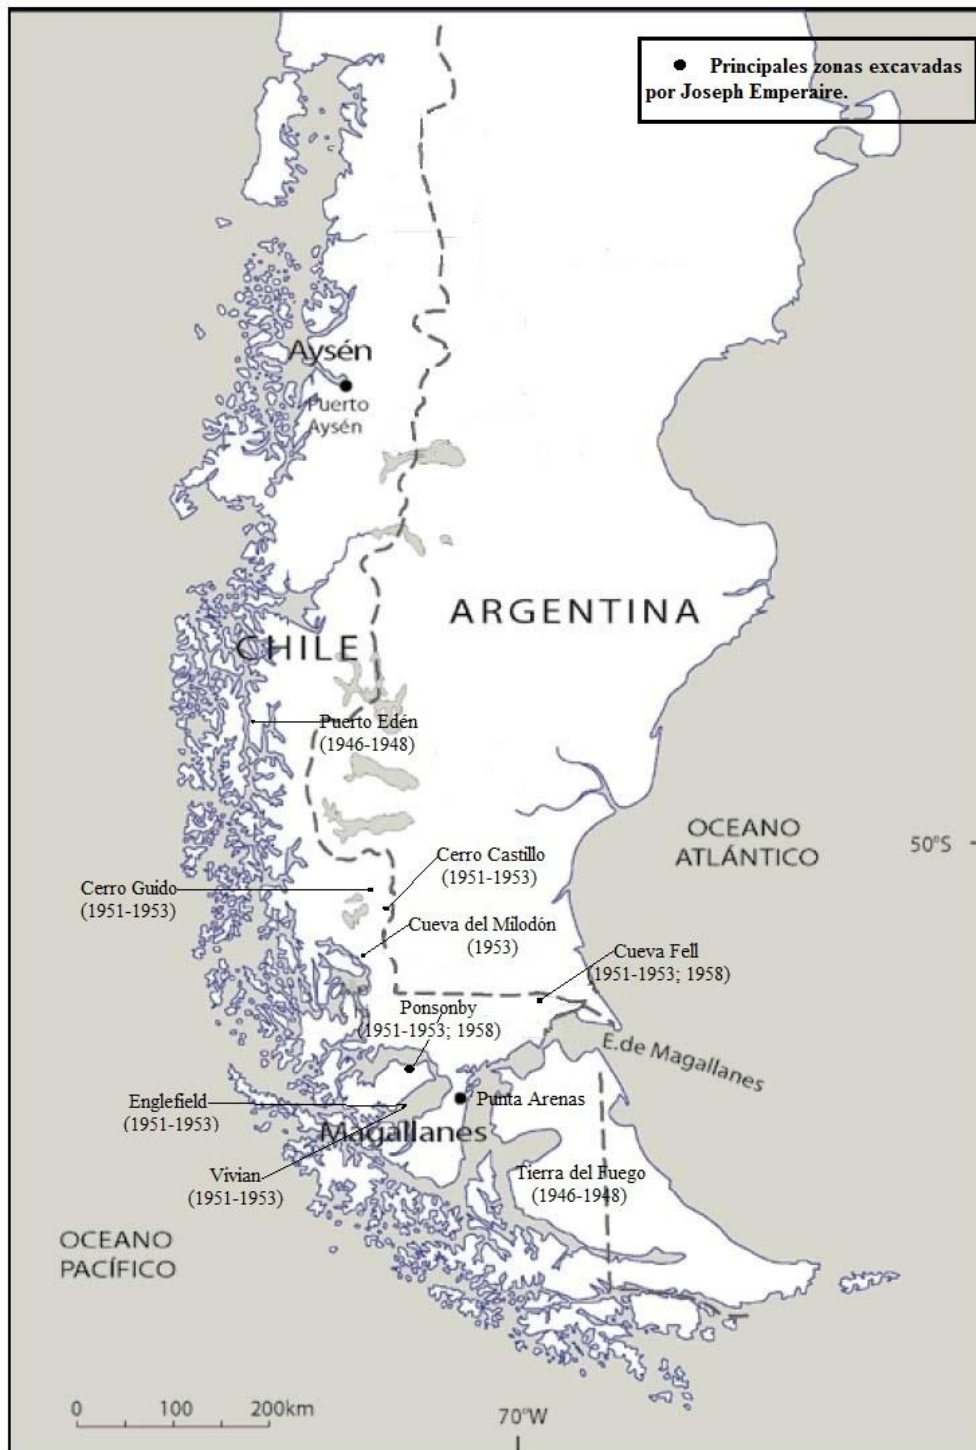 ● Principales zonas excavadas
por Joseph Emperaire.
Aysén
Puerto
Aysén
ARGENTINA
CHILE
Puerto Edén
(1946-1948)
OCEANO
ATLÁNTICO
50°S
Cerro Castillo
(1951-1953)
Cerro Guido
(1951-1953)
Cueva del Milodón
(1953)
Cueva Fell
(1951-1953; 1958)
Ponsonby
(1951-1953; 1958)
E.de Magallanes
Englefield
(1951-1953)
Punta Arenas
Magallanes
Vivian
(1951-1953)
Tierra del Fuego
(1946-1948)
OCEANO
PACÍFICO
0 100 200km
70°W